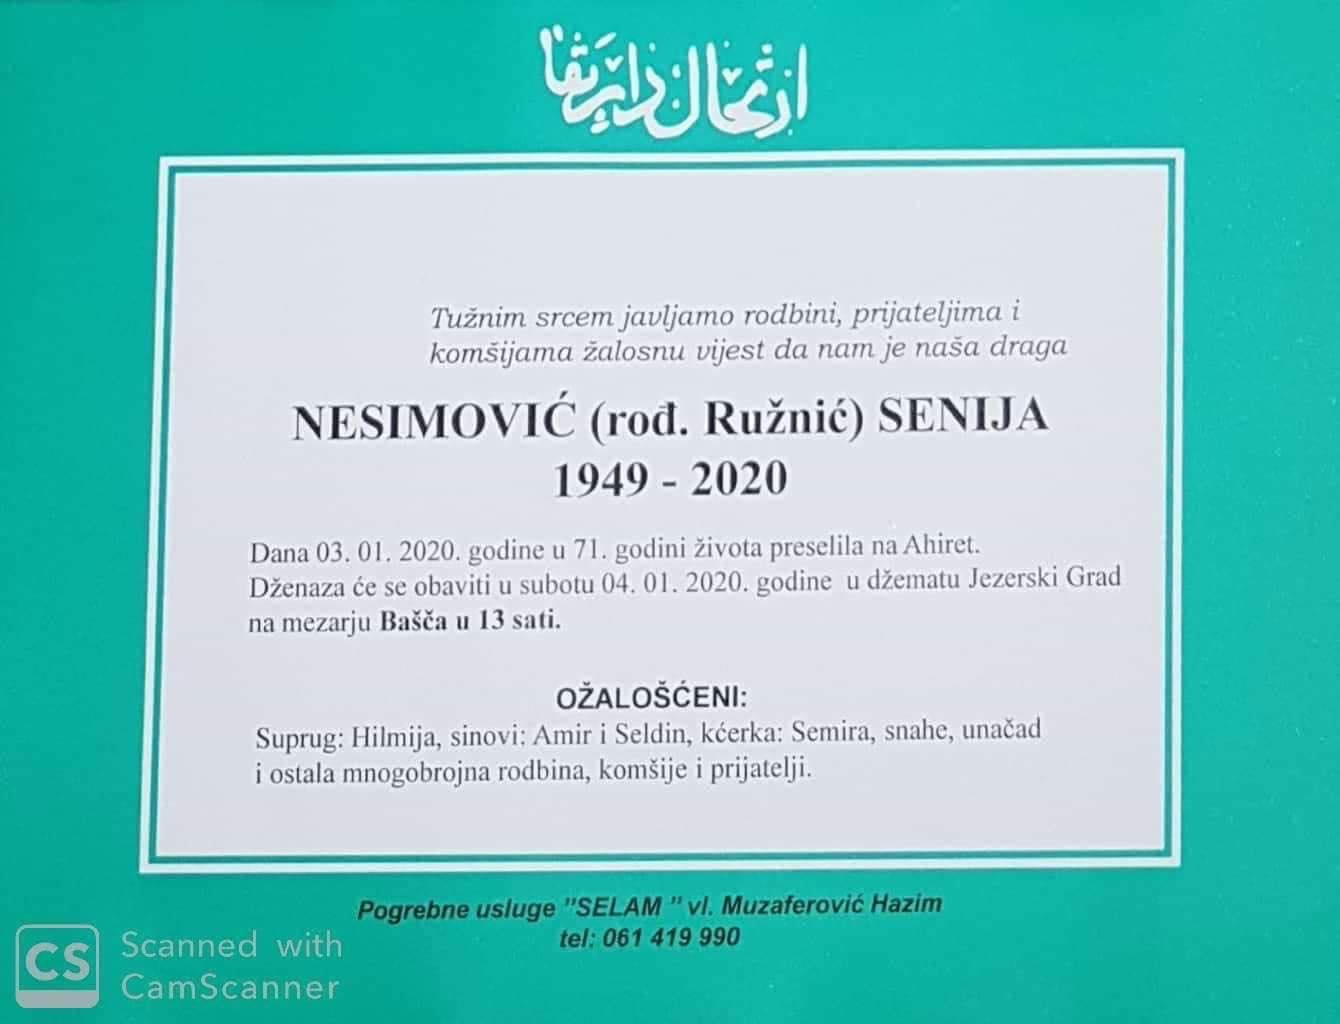 ارتحال دار بقا
Tužnim srcem javljamo rodbini, prijateljima i
komšijama žalosnu vijest da nam je naša draga
NESIMOVIĆ (rođ. Ružnić) SENIJA
1949 - 2020
Dana 03. 01. 2020. godine u 71. godini života preselila na Ahiret.
Dženaza će se obaviti u subotu 04. 01. 2020. godine u džematu Jezerski Grad
na mezarju Bašča u 13 sati.
OŽALOŠĆENI:
Suprug: Hilmija, sinovi: Amir i Seldin, kćerka: Semira, snahe, unačad
i ostala mnogobrojna rodbina, komšije i prijatelji.
Pogrebne usluge "SELAM " vl. Muzaferović Hazim
tel: 061 419 990
CS
Scanned with
CamScanner